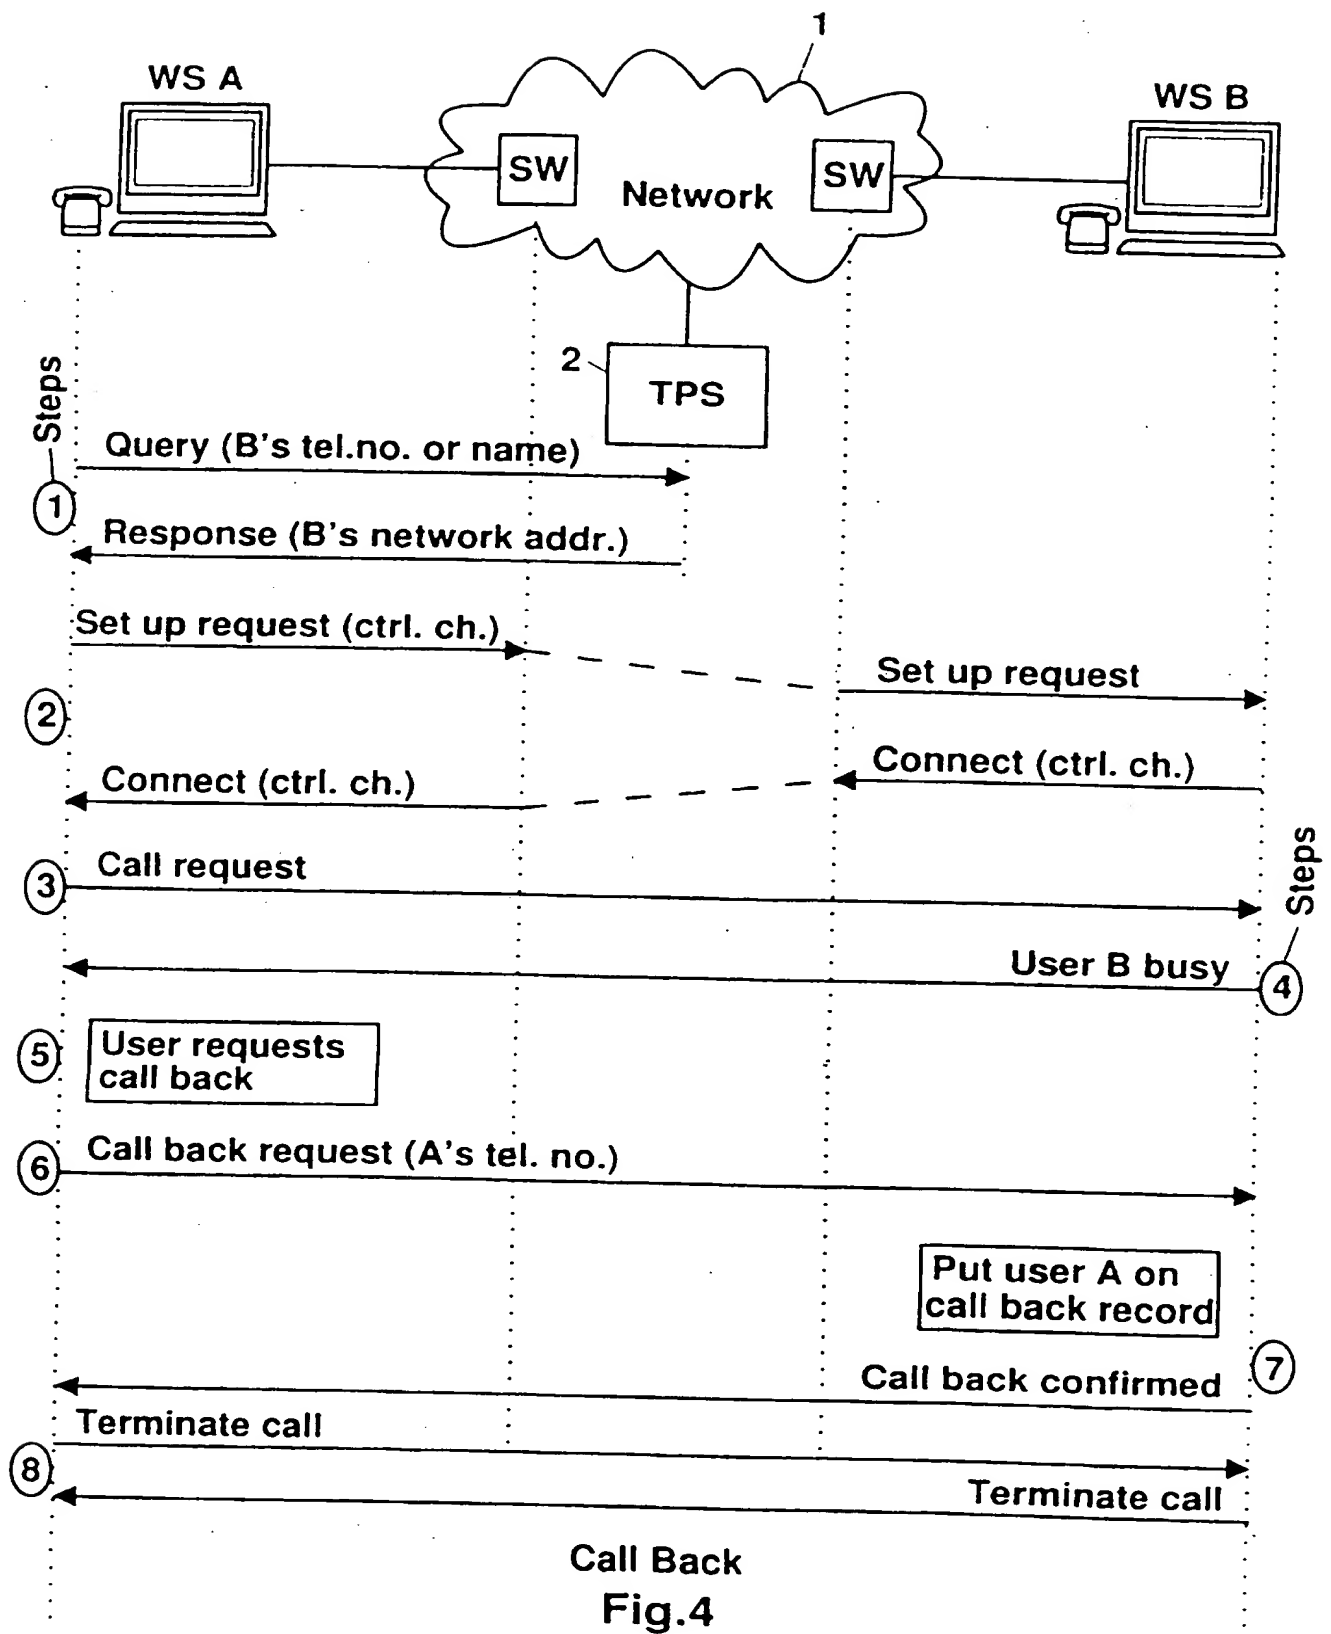 1
WS A
WS B
SW
Network
SW
2
TPS
Steps
Query (B's tel.no. or name)
1
Response (B's network addr.)
Set up request (ctrl. ch.)
Set up request
2
Connect (ctrl. ch.)
Connect (ctrl. ch.)
Steps
Call request
3
User B busy
4
5
User requests
call back
Call back request (A's tel. no.)
6
Put user A on
call back record
7
Call back confirmed
Terminate call
8
Terminate call
Call Back
Fig.4